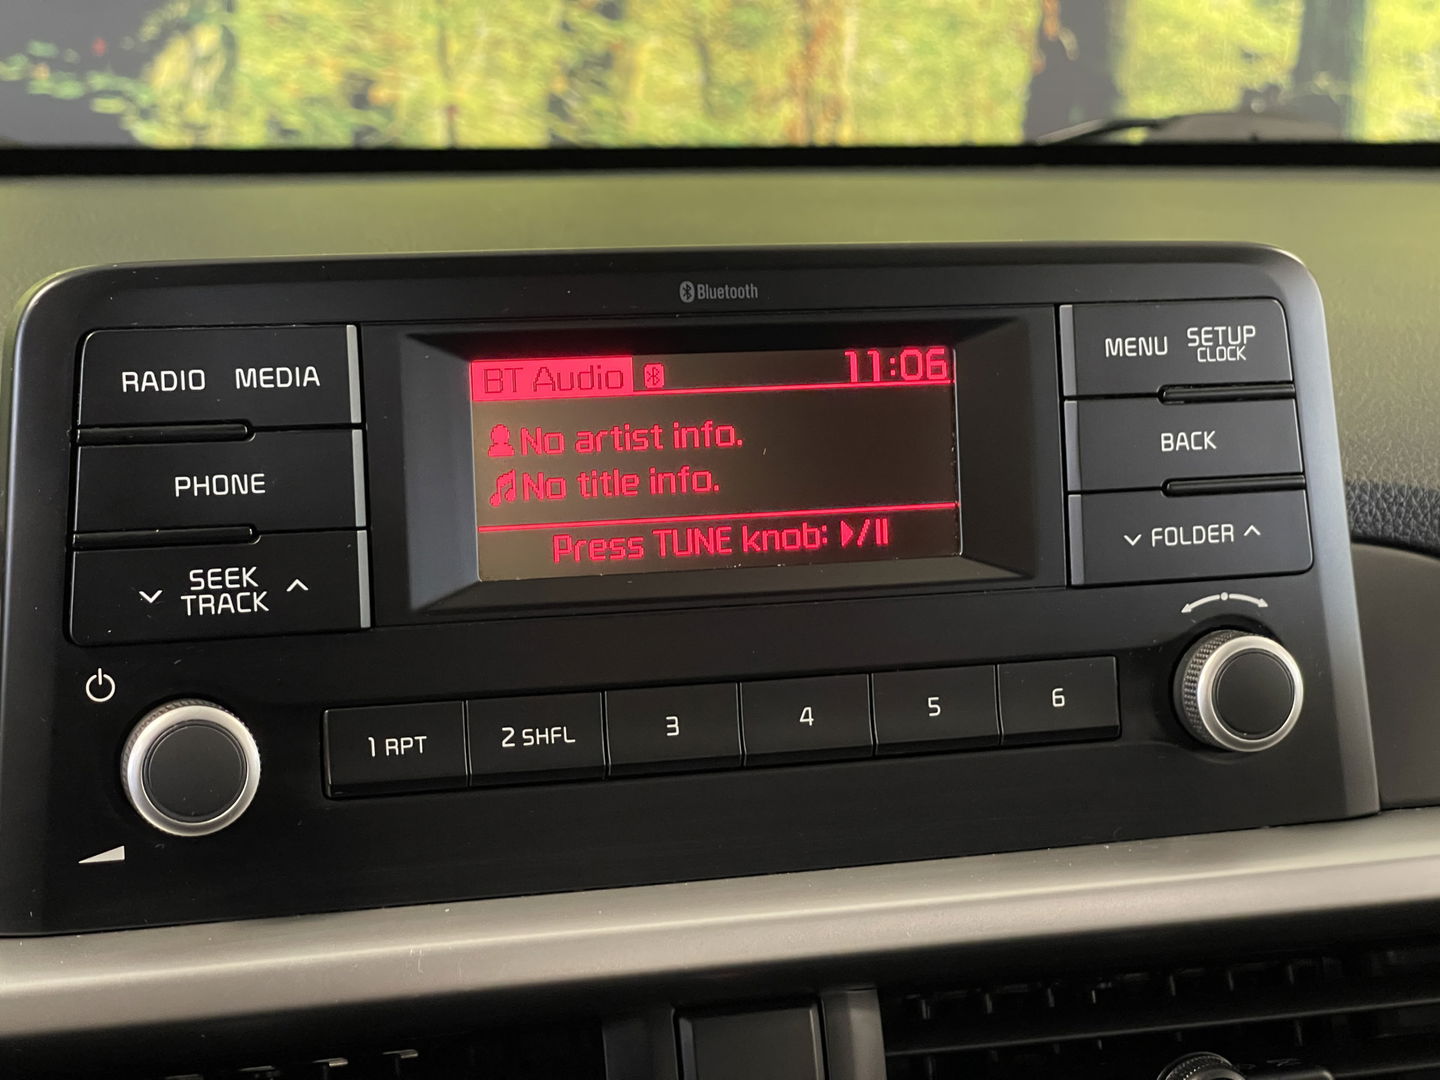 Bluetooth
RADIO MEDIA
PHONE
SEEK
TRACK
BT Audio 11:06
No artist info.
No title info.
Press TUNE knob:
MENU SETUP
CLOCK
BACK
FOLDER
1 RPT
2 SHFL
3
4
5
6